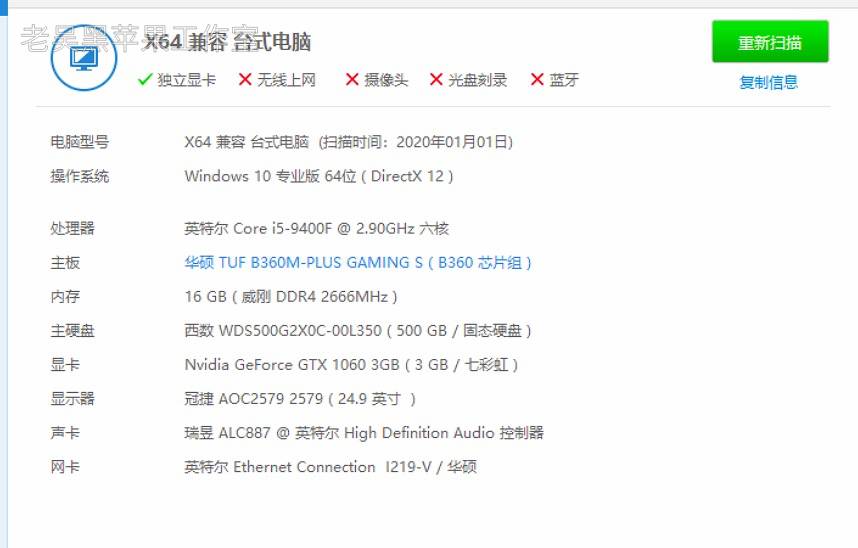 老吴黑苹果工作室
X64 兼容 台式电脑
重新扫描
独立显卡 无线上网 摄像头 光盘刻录 蓝牙
复制信息
电脑型号 X64 兼容 台式电脑 (扫描时间：2020年01月01日)
操作系统 Windows 10 专业版 64位 ( DirectX 12 )
处理器 英特尔 Core i5-9400F @ 2.90GHz 六核
主板 华硕 TUF B360M-PLUS GAMING S ( B360 芯片组 )
内存 16 GB ( 威刚 DDR4 2666MHz )
主硬盘 西数 WDS500G2X0C-00L350 ( 500 GB / 固态硬盘 )
显卡 Nvidia GeForce GTX 1060 3GB ( 3 GB / 七彩虹 )
显示器 冠捷 AOC2579 2579 ( 24.9 英寸 )
声卡 瑞昱 ALC887 @ 英特尔 High Definition Audio 控制器
网卡 英特尔 Ethernet Connection I219-V / 华硕